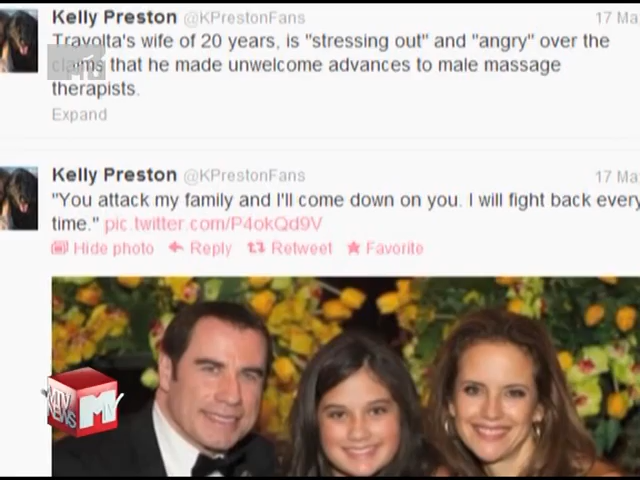 Kelly Preston @KPrestonFans 17 Ma
Travolta's wife of 20 years, is "stressing out" and "angry" over the
claims that he made unwelcome advances to male massage
therapists.
Expand
Kelly Preston @KPrestonFans 17 Ma
"You attack my family and I'll come down on you. I will fight back every
time." pic.twitter.com/P4okQd9V
Hide photo Reply Retweet Favorite
MTV
NEWS
MTV